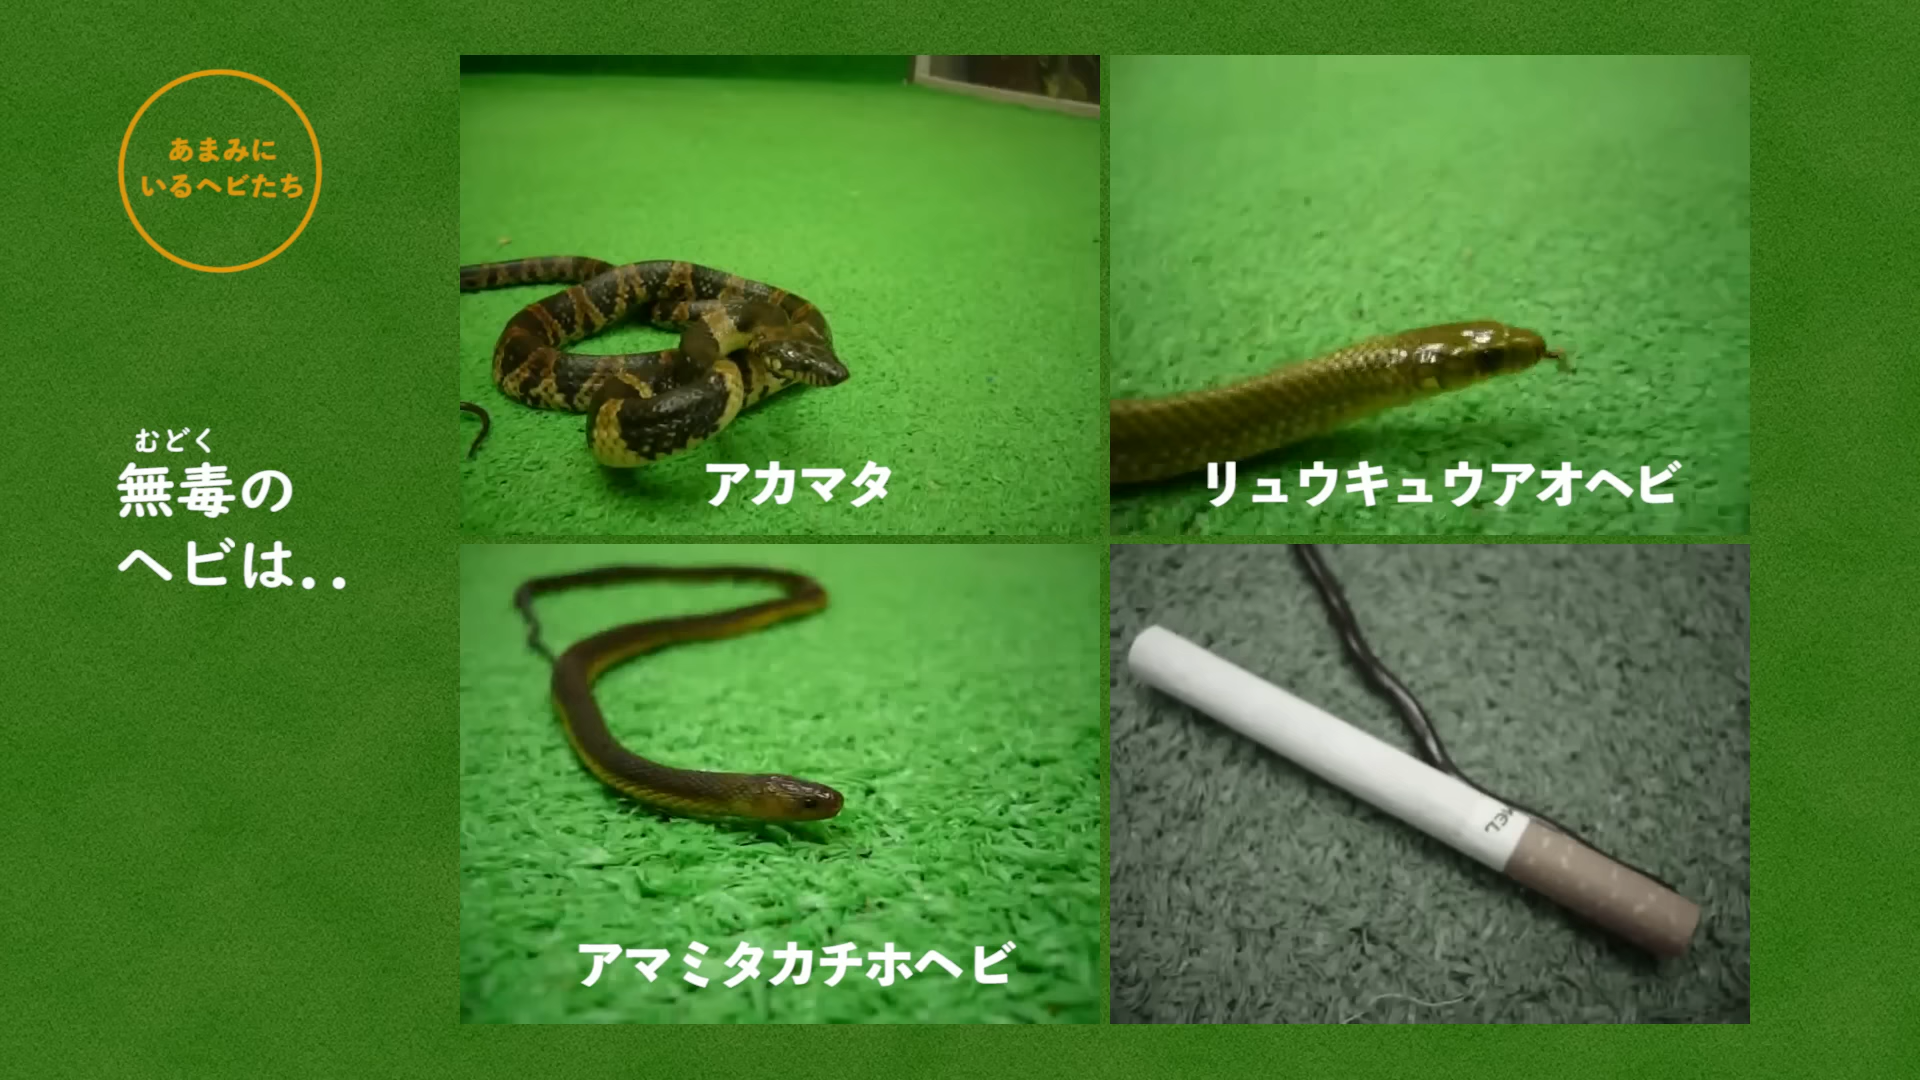 あまみに
いるヘビたち
むどく
無毒の
ヘビは..
アカマタ
リュウキュウアオヘビ
アマミタカチホヘビ